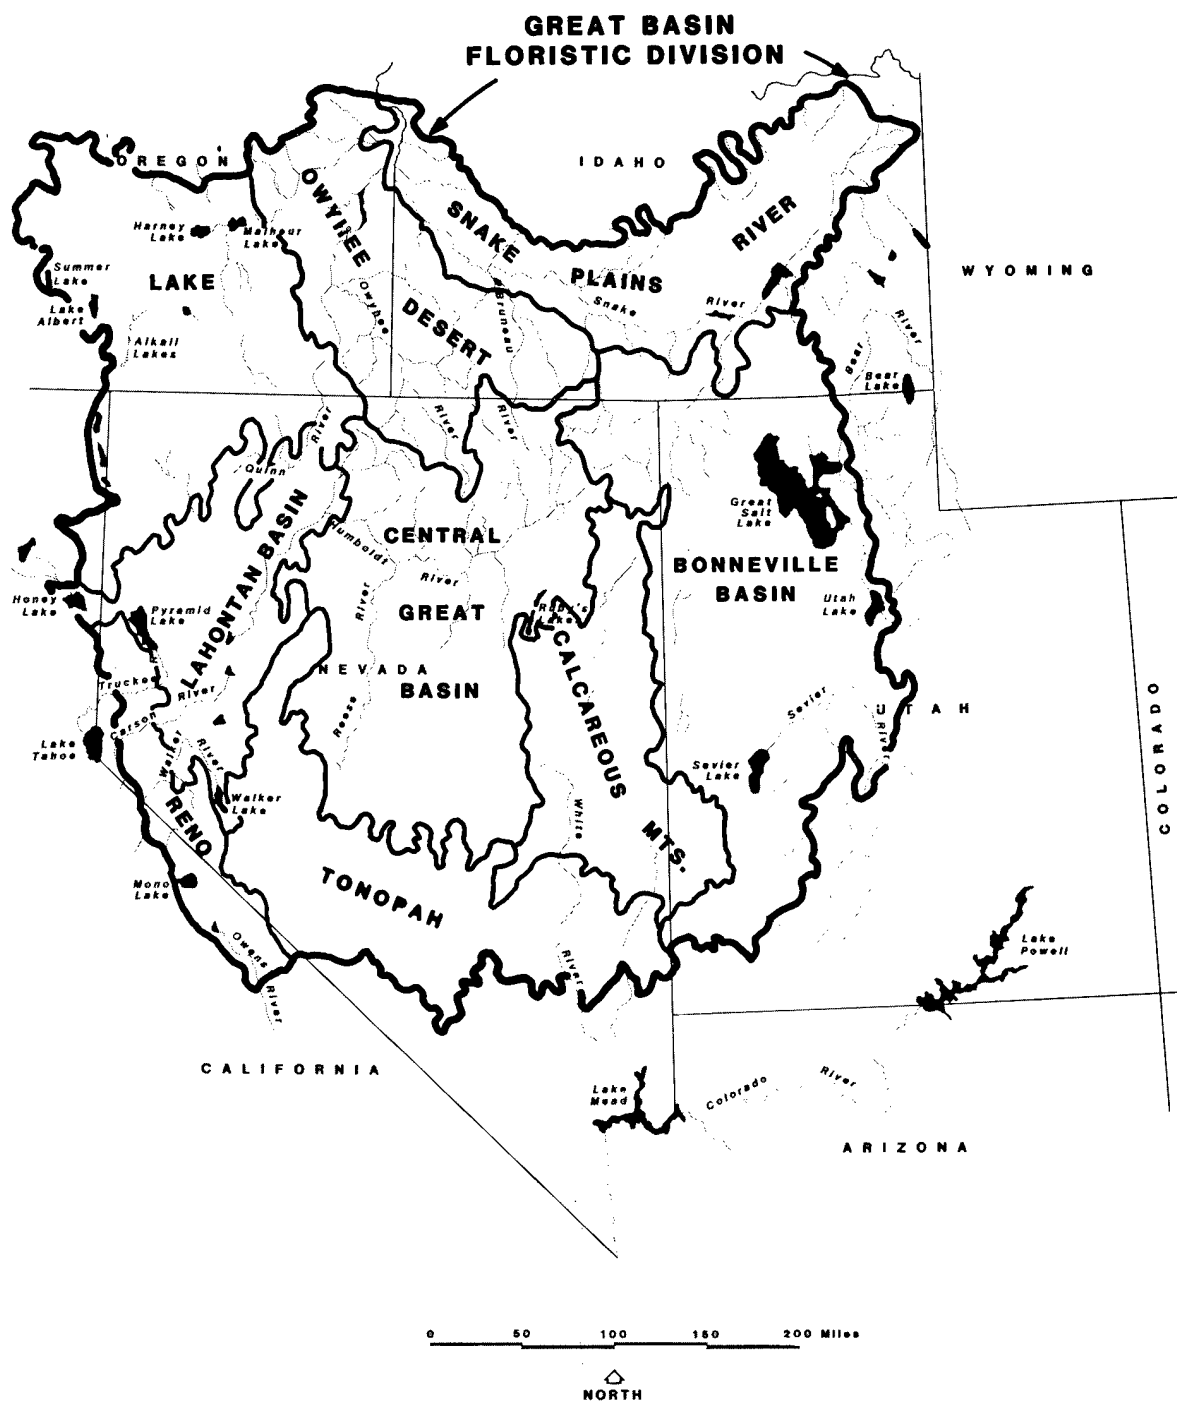 GREAT BASIN
FLORISTIC DIVISION
OREGON
IDAHO
OWYHEE
SNAKE
RIVER
Harney
Lake
Malheur
Lake
PLAINS
WYOMING
Summer
Lake
LAKE
Lake
Albert
Owyhee
DESERT
Bruneau
Snake
River
River
Alkali
Lakes
Bear
Bear
Lake
River
River
River
Quinn
Great
Salt
Lake
LAHONTAN BASIN
Humboldt
CENTRAL
River
BONNEVILLE
BASIN
Honey
Lake
Pyramid
Lake
River
GREAT
Ruby's
Lake
Utah
Lake
NEVADA
BASIN
CALCAREOUS
Truckee
River
Carson
Reese
Sevier
River
UTAH
COLORADO
Lake
Tahoe
Walker
River
Walker
Lake
Sevier
Lake
White
RENO
MTS.
TONOPAH
Mono
Lake
Owens
River
River
Lake
Powell
CALIFORNIA
Lake
Mead
Colorado
River
ARIZONA
0 50 100 150 200 Miles
NORTH